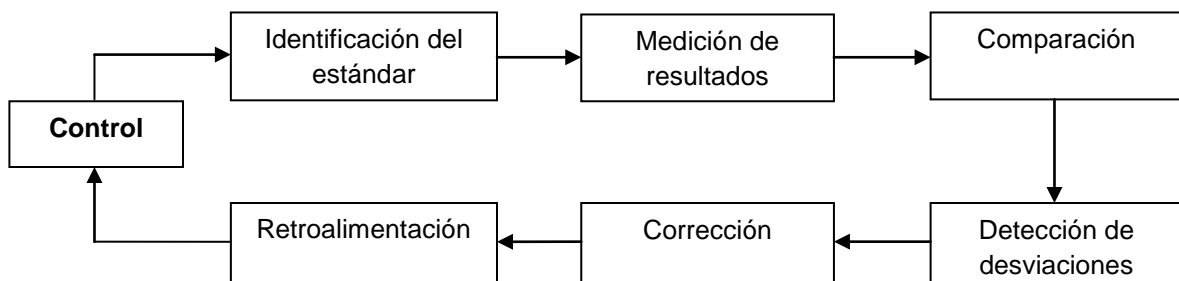 Identificación del
estándar
Medición de
resultados
Comparación
Control
Retroalimentación
Corrección
Detección de
desviaciones